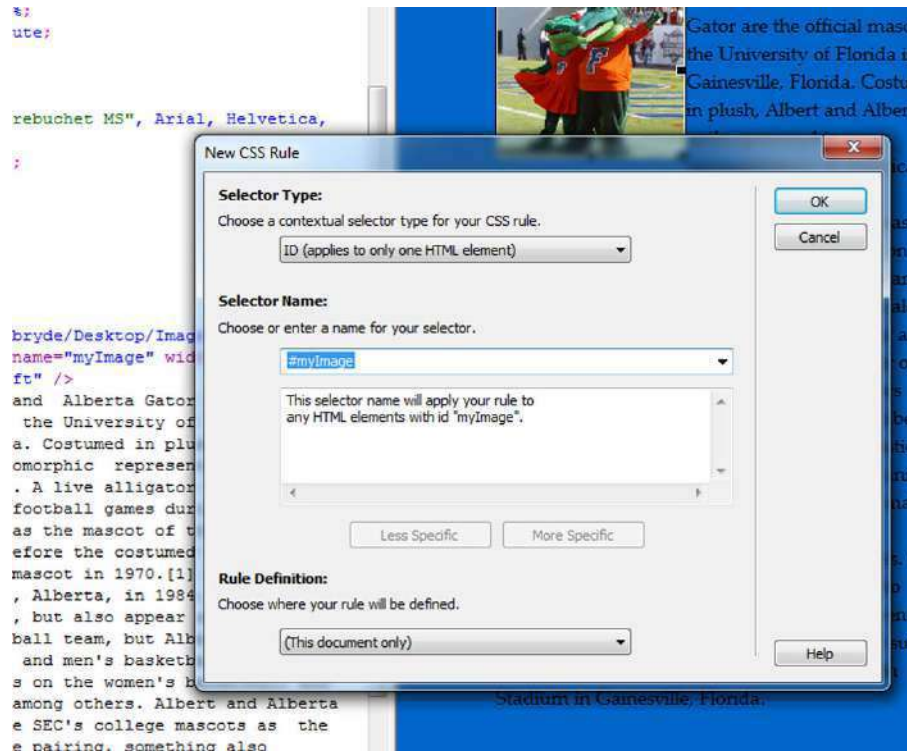 %;
ute;
rebuchet MS", Arial, Helvetica,
;
bryde/Desktop/Imag
name="myImage" wid
ft" />
and Alberta Gator
the University of
a. Costumed in plu
omorphic represen
. A live alligator
football games dur
as the mascot of t
efore the costumed
mascot in 1970.[1]
, Alberta, in 1984
, but also appear
ball team, but Alb
and men's basketb
s on the women's b
among others. Albert and Alberta
e SEC's college mascots as the
e pairing, something also
F
F
Gator are the official masc
the University of Florida i
Gainesville, Florida. Costu
in plush, Albert and Alber
New CSS Rule
Selector Type:
Choose a contextual selector type for your CSS rule.
ID (applies to only one HTML element)
OK
Cancel
Selector Name:
Choose or enter a name for your selector.
#myImage
This selector name will apply your rule to
any HTML elements with id "myImage".
Less Specific
More Specific
Rule Definition:
Choose where your rule will be defined.
(This document only)
Help
Stadium in Gainesville, Florida.